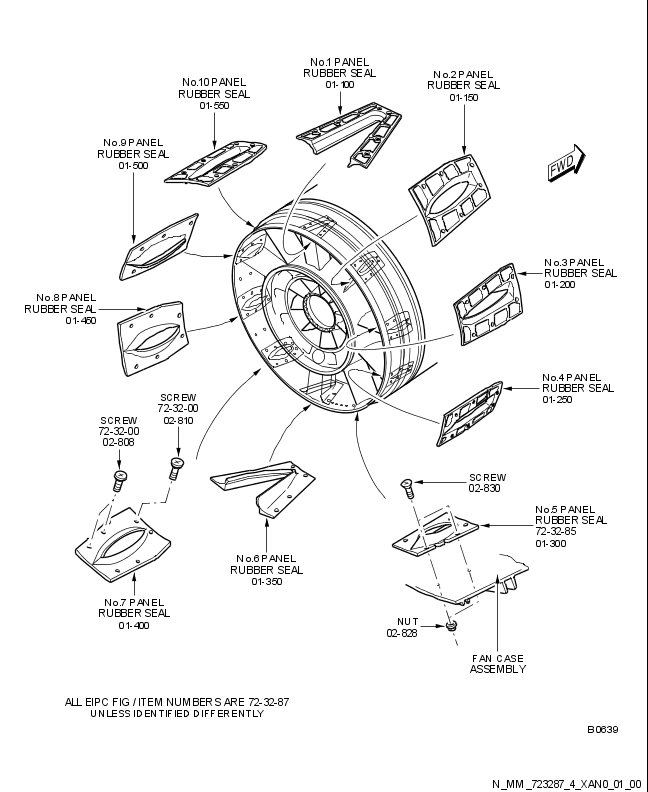 No.1 PANEL
RUBBER SEAL
01-100
No.2 PANEL
RUBBER SEAL
01-150
No.10 PANEL
RUBBER SEAL
01-550
No.9 PANEL
RUBBER SEAL
01-500
FWD
No.3 PANEL
RUBBER SEAL
01-200
No.8 PANEL
RUBBER SEAL
01-450
No.4 PANEL
RUBBER SEAL
01-250
SCREW
72-32-00
02-810
SCREW
72-32-00
02-808
SCREW
02-830
No.5 PANEL
RUBBER SEAL
72-32-85
01-300
No.6 PANEL
RUBBER SEAL
01-350
No.7 PANEL
RUBBER SEAL
01-400
NUT
02-828
FAN CASE
ASSEMBLY
ALL EIPC FIG / ITEM NUMBERS ARE 72-32-87
UNLESS IDENTIFIED DIFFERENTLY
B0639
N_MM_723287_4_XAN0_01_00